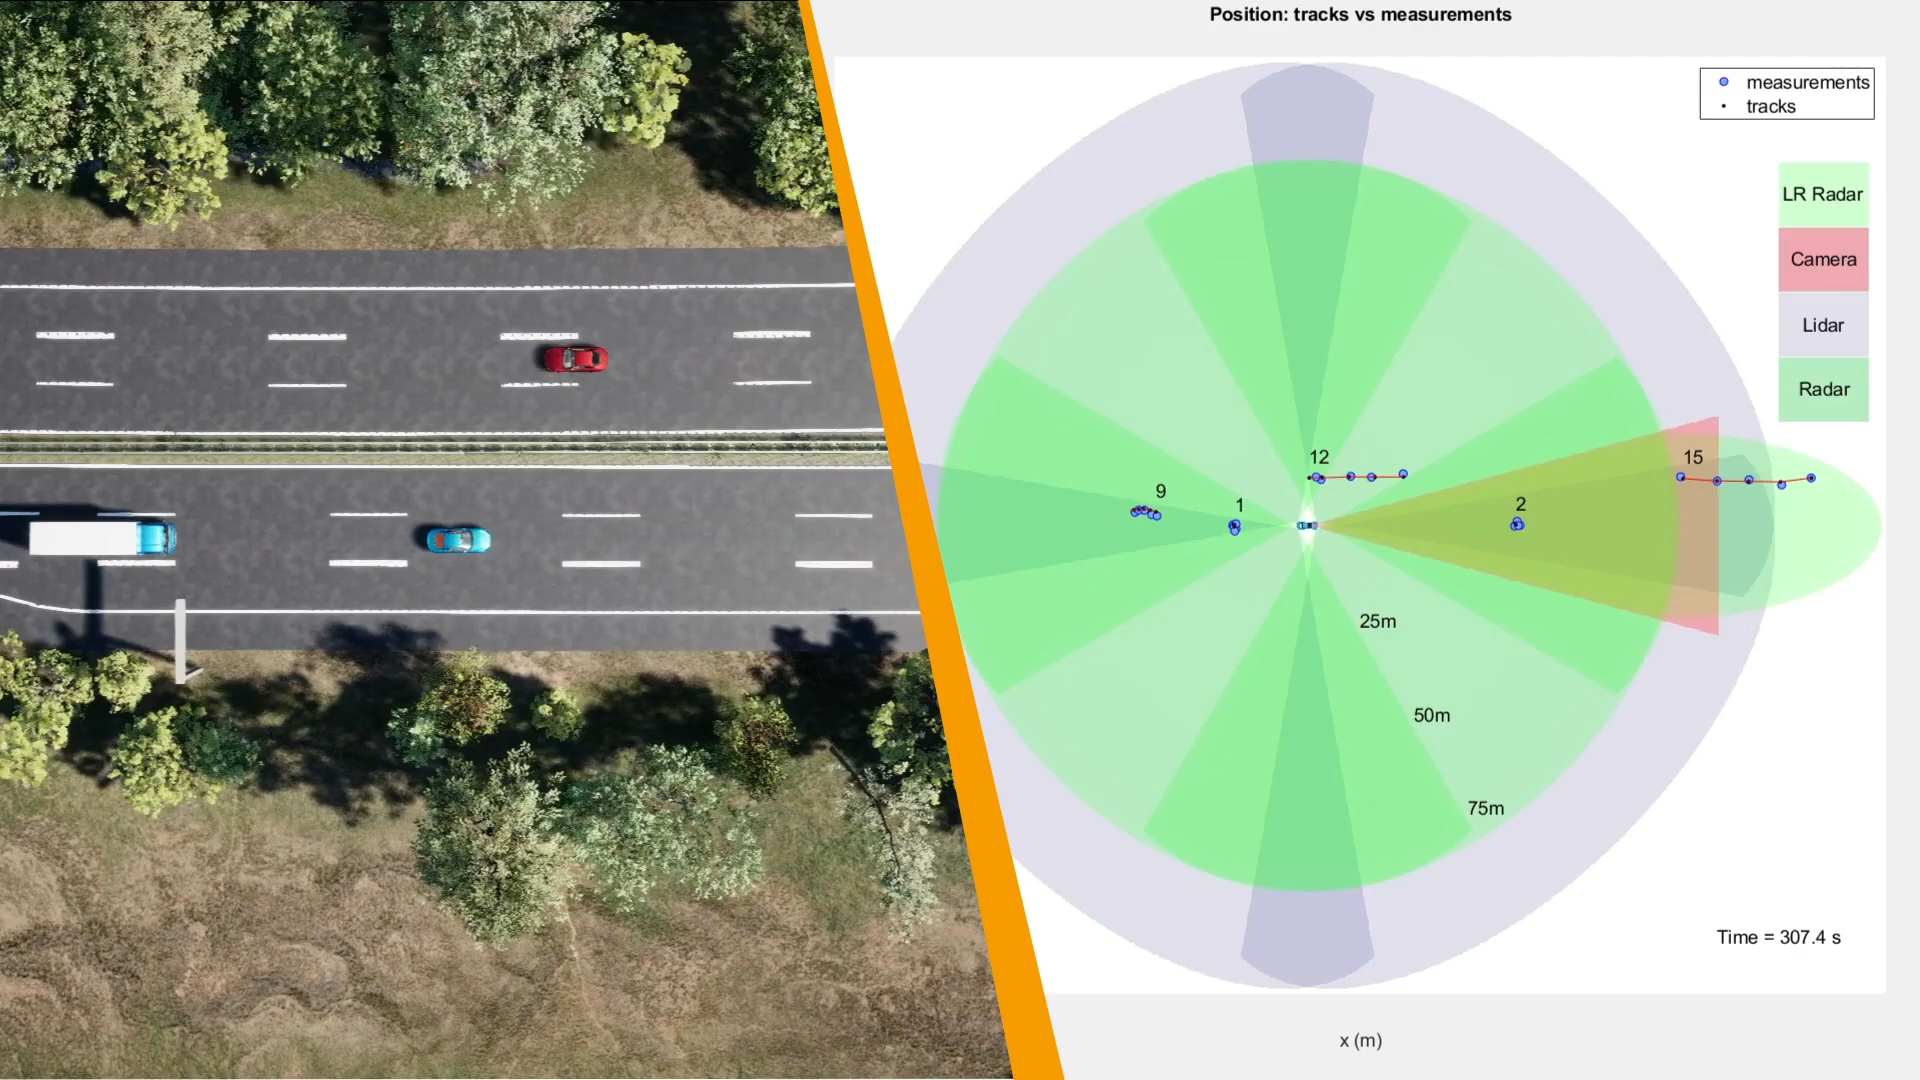 Position: tracks vs measurements
measurements
tracks
LR Radar
Camera
Lidar
Radar
12
15
9
1
2
25m
50m
75m
Time = 307.4 s
x (m)